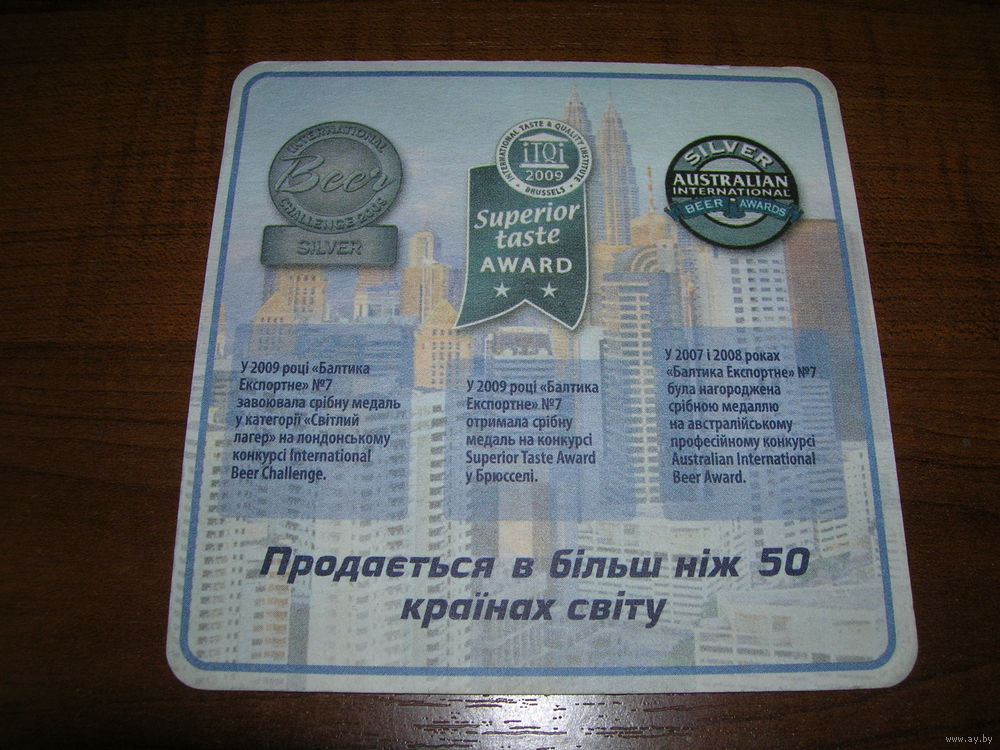 INTERNATIONAL
Beer
CHALLENGE 2009
SILVER
INTERNATIONAL TASTE & QUALITY INSTITUTE
iTQi
2009
• BRUSSELS •
Superior
taste
AWARD
SILVER
AUSTRALIAN
INTERNATIONAL
BEER AWARDS
У 2009 році «Балтика
Експортне» №7
завоювала срібну медаль
у категорії «Світлий
лагер» на лондонському
конкурсі International
Beer Challenge.
У 2009 році «Балтика
Експортне» №7
отримала срібну
медаль на конкурсі
Superior Taste Award
у Брюсселі.
У 2007 і 2008 роках
«Балтика Експортне» №7
була нагороджена
срібною медаллю
на австралійському
професійному конкурсі
Australian International
Beer Award.
Продається в більш ніж 50
країнах світу
www.ay.by